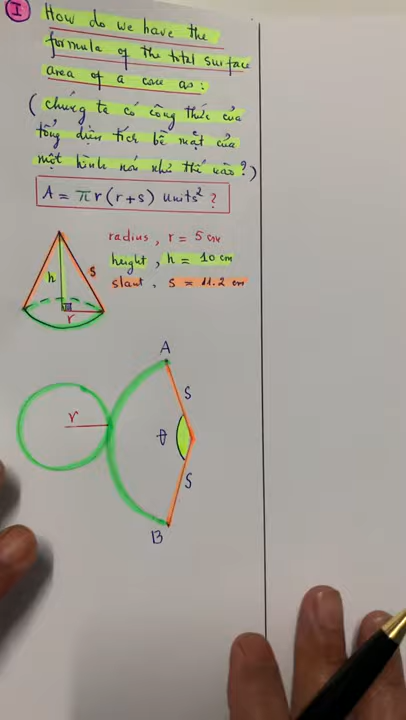 I
How do we have the
formula of the total surface
area of a cone as:
(chúng ta có công thức của
tổng diện tích bề mặt của
một hình nón như thế nào?)
A = πr(r+s) units² ?
radius, r = 5 cm
height, h = 10 cm
slant, s = 11.2 cm
h
s
r
A
r
s
θ
s
B